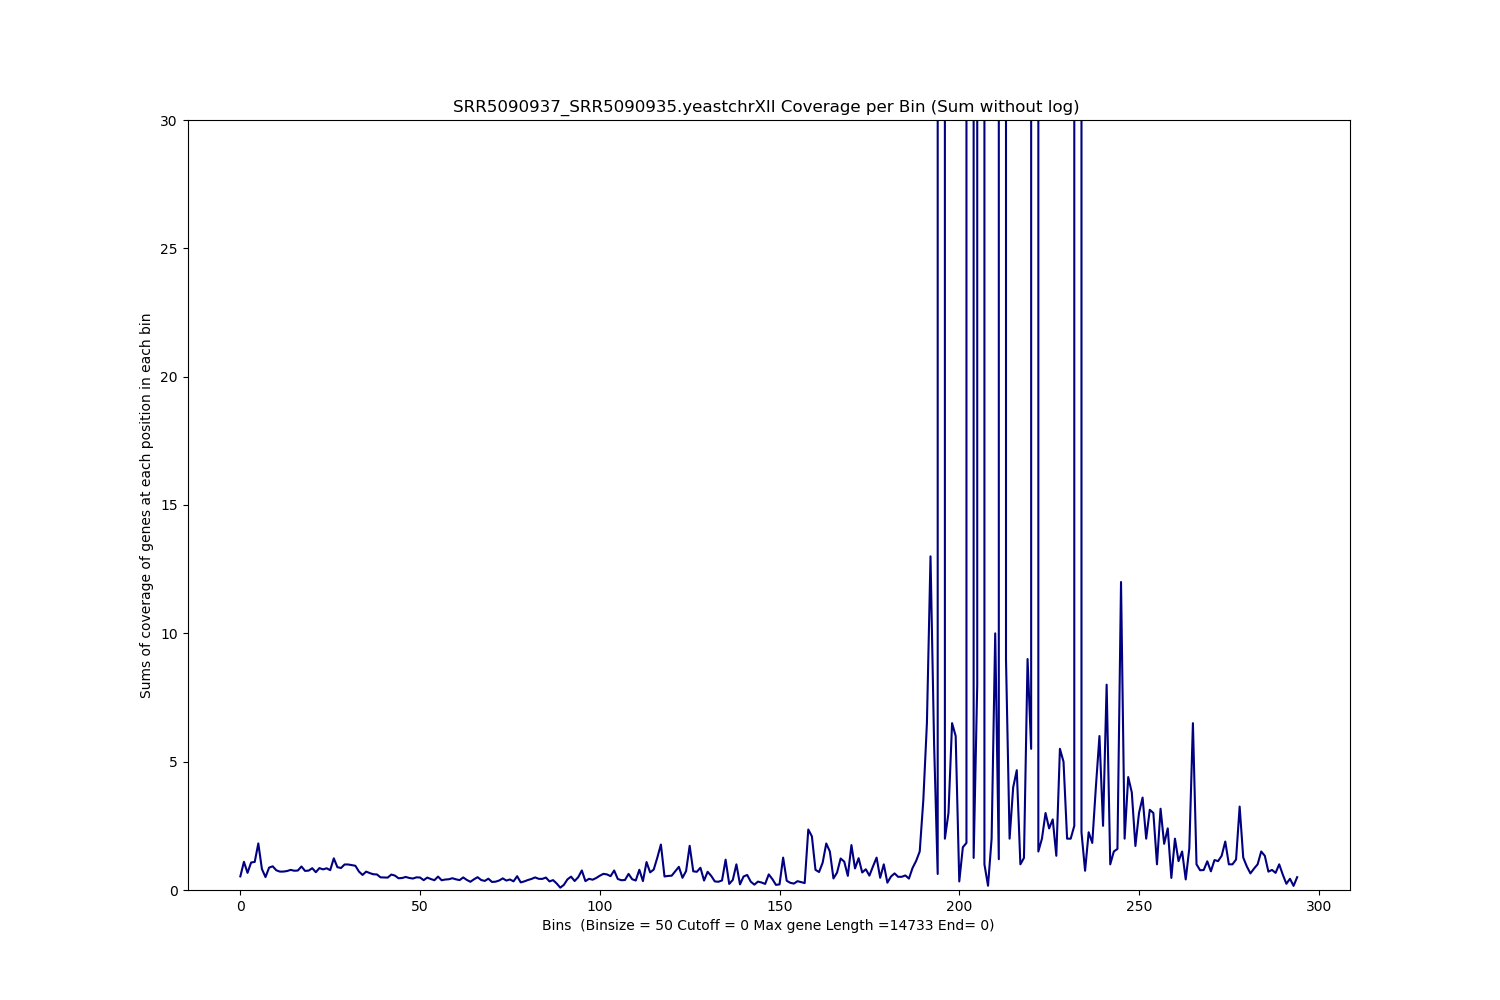 SRR5090937_SRR5090935.yeastchrXII Coverage per Bin (Sum without log)
30
25
20
15
10
5
0
Sums of coverage of genes at each position in each bin
0 50 100 150 200 250 300
Bins  (Binsize = 50 Cutoff = 0 Max gene Length =14733 End= 0)